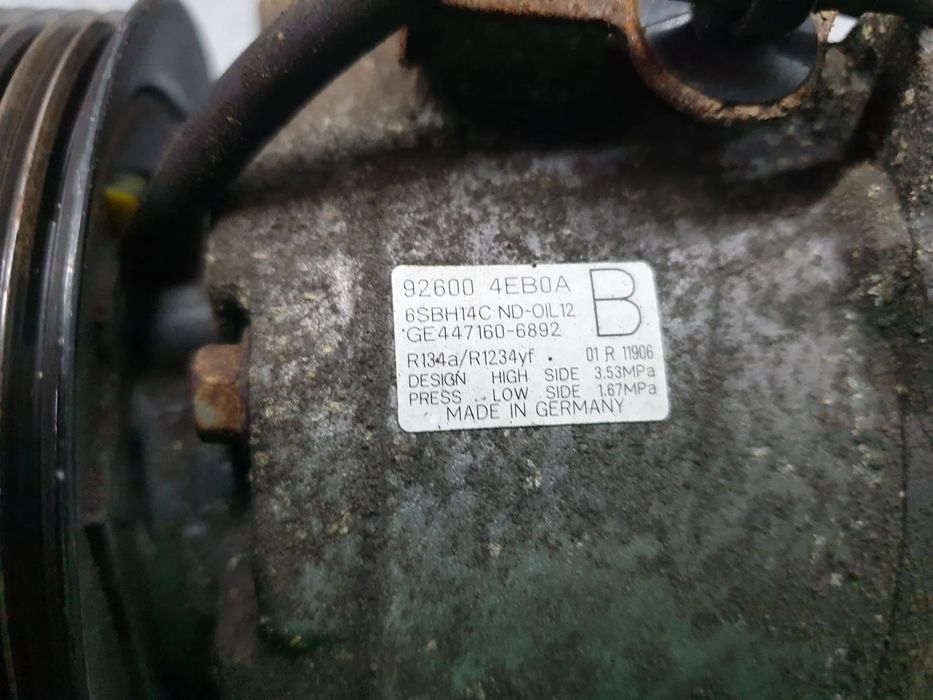 92600 4EB0A B
6SBH14C ND-OIL12
GE447160-6892
R134a/R1234yf . 01 R 11906
DESIGN HIGH SIDE 3.53MPa
PRESS LOW SIDE 1.67MPa
MADE IN GERMANY